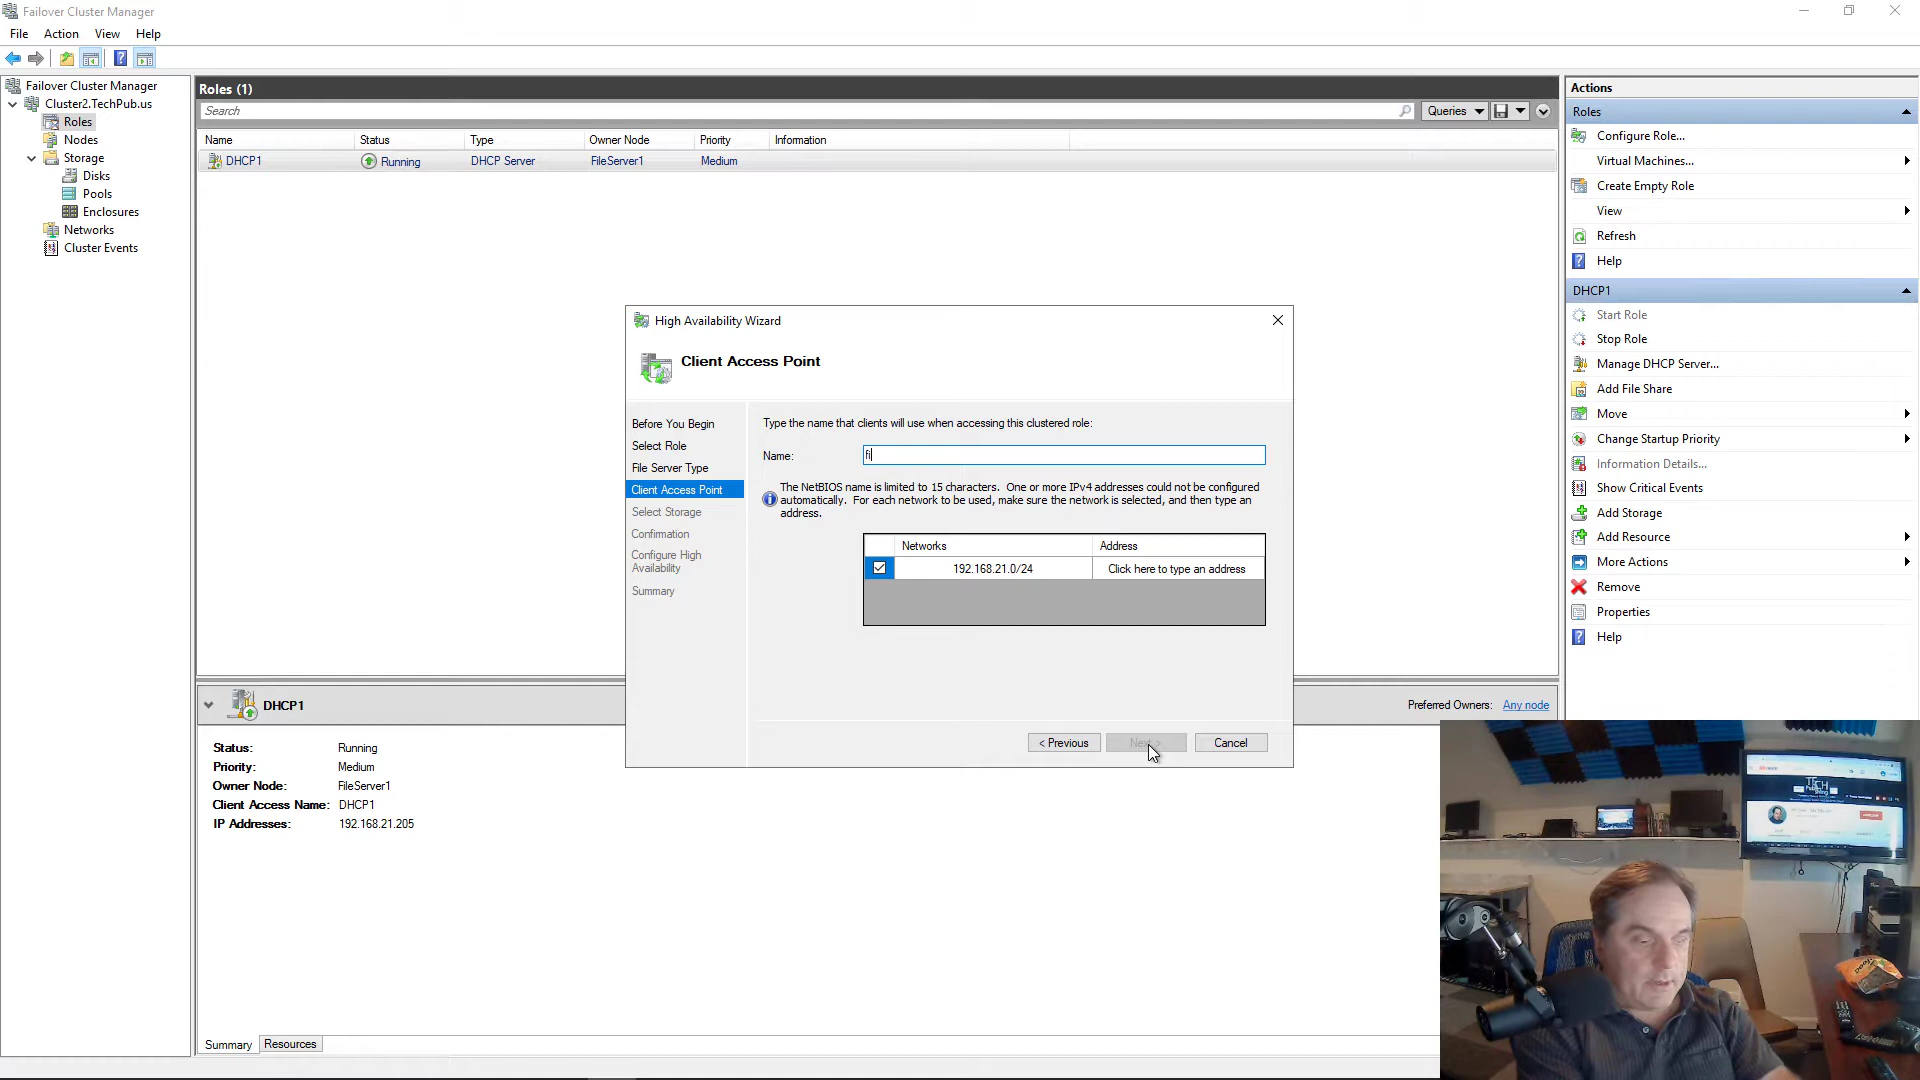 Failover Cluster Manager
File Action View Help
Failover Cluster Manager
Cluster2.TechPub.us
Roles
Nodes
Storage
Disks
Pools
Enclosures
Networks
Cluster Events
Roles (1)
Search
Queries
Name Status Type Owner Node Priority Information
DHCP1 Running DHCP Server FileServer1 Medium
High Availability Wizard
Client Access Point
Before You Begin
Select Role
File Server Type
Client Access Point
Select Storage
Confirmation
Configure High
Availability
Summary
Type the name that clients will use when accessing this clustered role:
Name: fi
The NetBIOS name is limited to 15 characters. One or more IPv4 addresses could not be configured
automatically. For each network to be used, make sure the network is selected, and then type an
address.
Networks Address
192.168.21.0/24 Click here to type an address
< Previous Next > Cancel
DHCP1
Preferred Owners: Any node
Status: Running
Priority: Medium
Owner Node: FileServer1
Client Access Name: DHCP1
IP Addresses: 192.168.21.205
Summary Resources
Actions
Roles
Configure Role...
Virtual Machines...
Create Empty Role
View
Refresh
Help
DHCP1
Start Role
Stop Role
Manage DHCP Server...
Add File Share
Move
Change Startup Priority
Information Details...
Show Critical Events
Add Storage
Add Resource
More Actions
Remove
Properties
Help